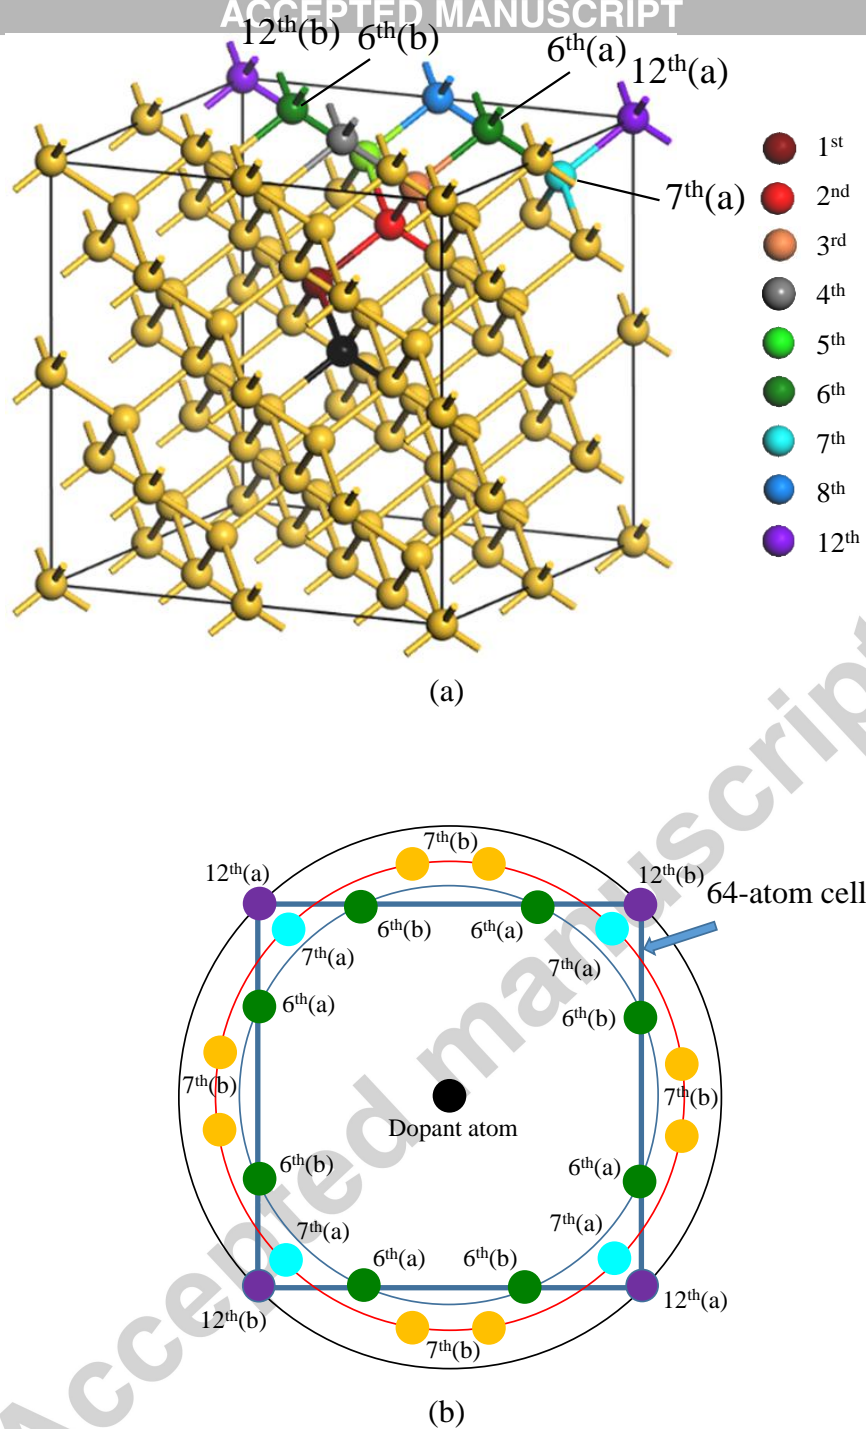 ACCEPTED MANUSCRIPT
12th(b) 6th(b) 6th(a) 12th(a)
7th(a)
1st
2nd
3rd
4th
5th
6th
7th
8th
12th
(a)
Accepted manuscript
7th(b)
12th(a) 12th(b)
64-atom cell
6th(b) 6th(a)
7th(a) 7th(a)
6th(a) 6th(b)
7th(b) 7th(b)
Dopant atom
6th(b) 6th(a)
7th(a) 7th(a)
6th(a) 6th(b)
12th(b) 12th(a)
7th(b)
(b)